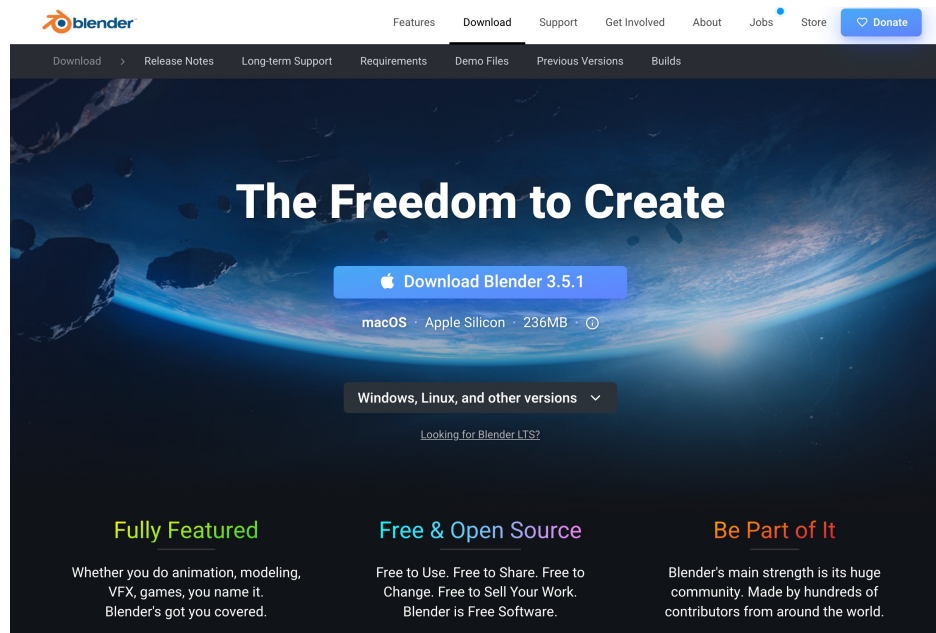 blender
Features Download Support Get Involved About Jobs Store Donate
Download > Release Notes Long-term Support Requirements Demo Files Previous Versions Builds
The Freedom to Create
Download Blender 3.5.1
macOS · Apple Silicon · 236MB ·
Windows, Linux, and other versions
Looking for Blender LTS?
Fully Featured
Whether you do animation, modeling,
VFX, games, you name it.
Blender's got you covered.
Free & Open Source
Free to Use. Free to Share. Free to
Change. Free to Sell Your Work.
Blender is Free Software.
Be Part of It
Blender's main strength is its huge
community. Made by hundreds of
contributors from around the world.